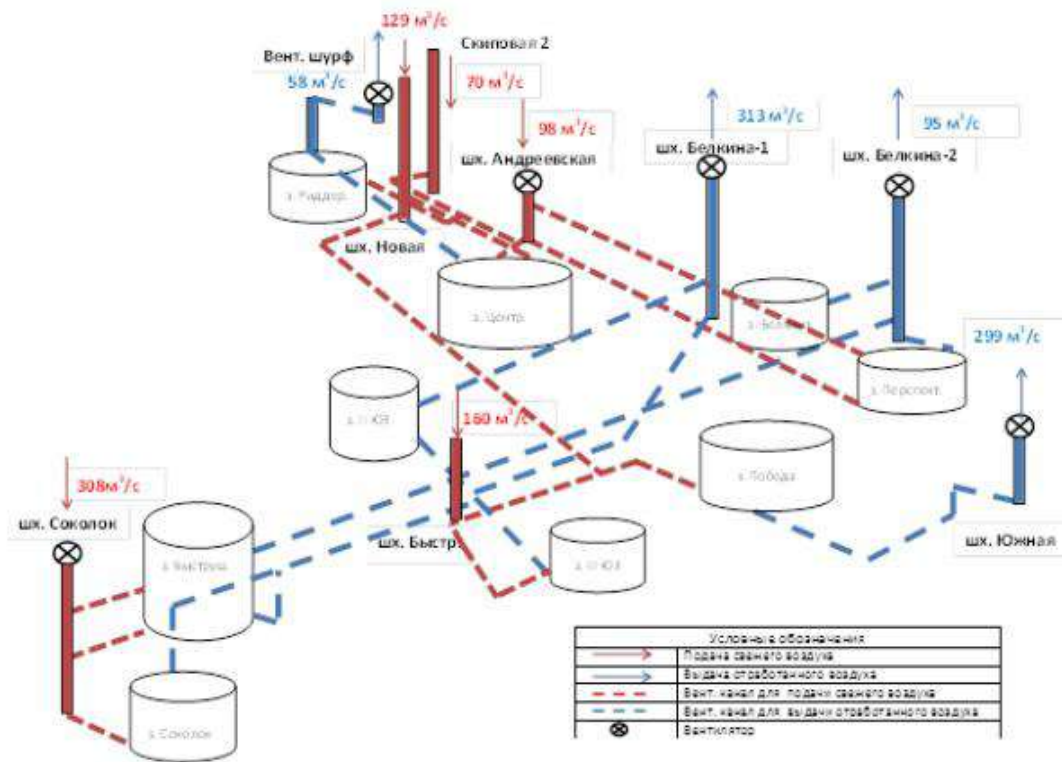 129 м³/с
Скиповая 2
Вент. шурф
58 м³/с
70 м³/с
98 м³/с
313 м³/с
95 м³/с
шх. Андреевская
шх. Белкина-1
шх. Белкина-2
шх. Новая
з. Центр.
299 м³/с
з. Перспект.
160 м³/с
з. Победа
308м³/с
шх. Соколок
шх. Быстр.
шх. Южная
з. Быструш.
з. Соколок
Условные обозначения
Подача свежего воздуха
Выдача отработанного воздуха
Вент. канал для подачи свежего воздуха
Вент. канал для выдачи отработанного воздуха
Вентилятор